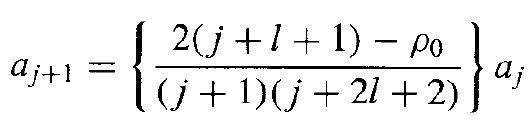 a_{j+1} = \left\{ \frac{2(j + l + 1) - \rho_0}{(j + 1)(j + 2l + 2)} \right\} a_j